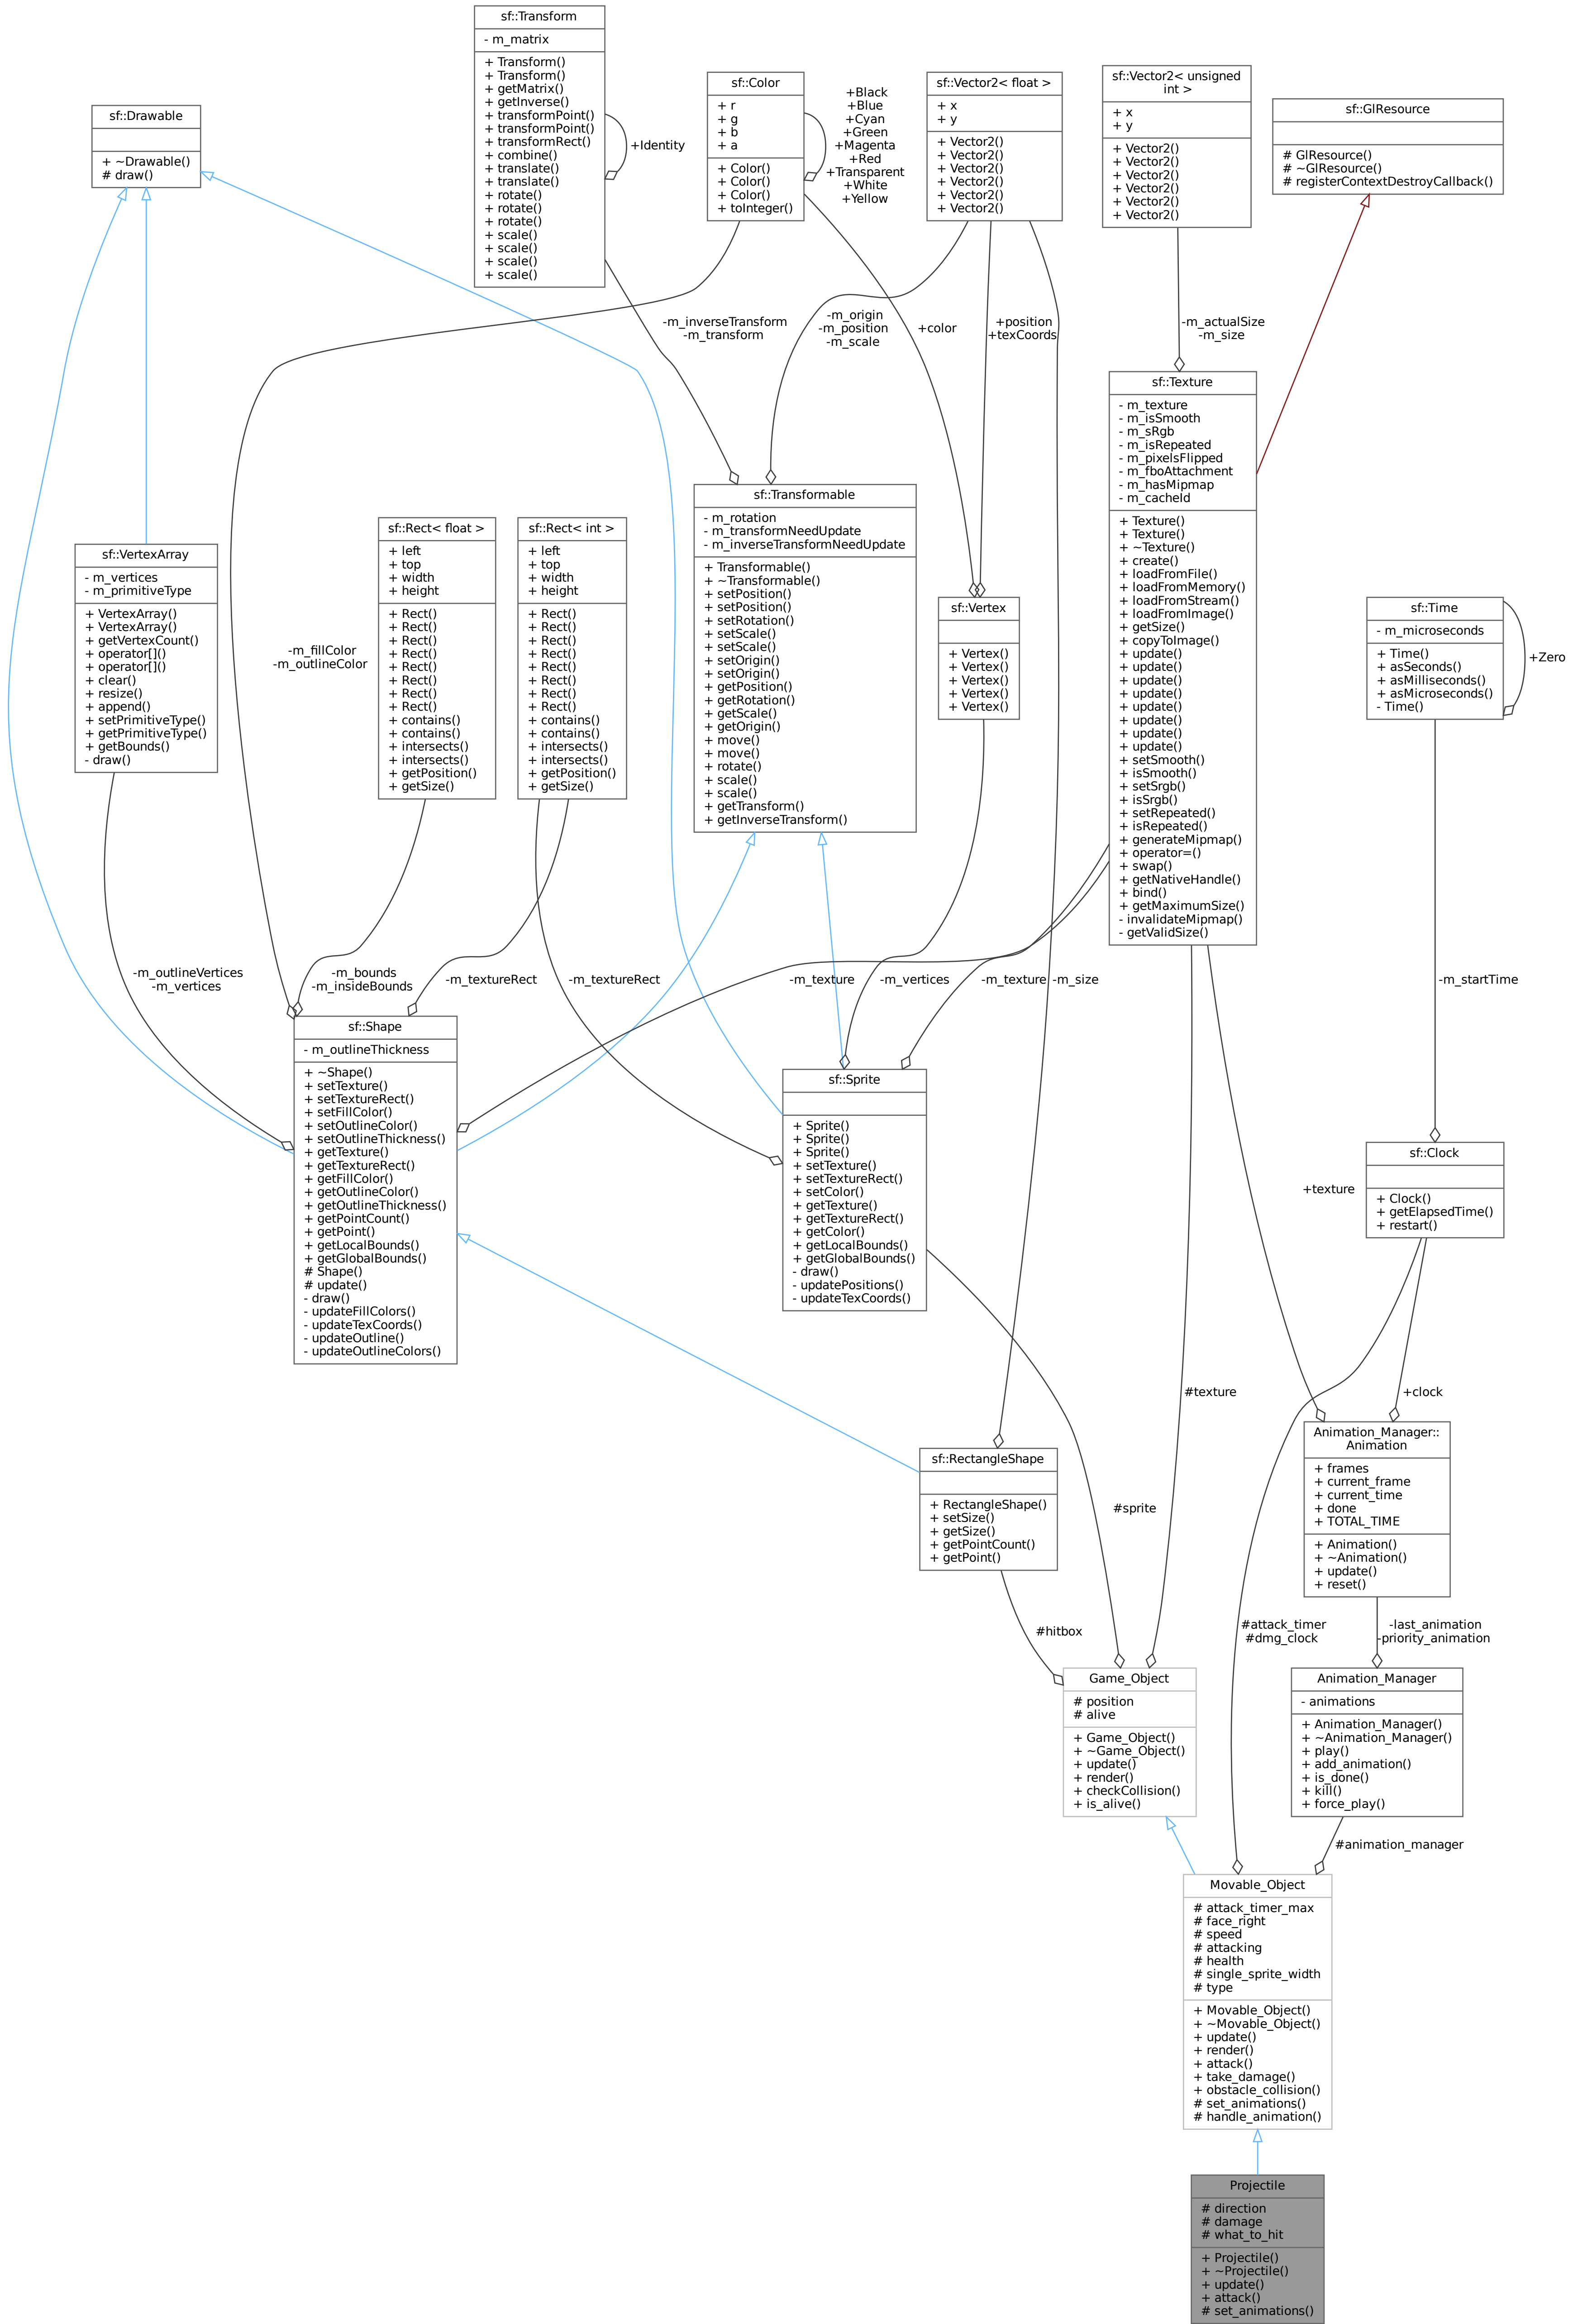 sf::Transform
- m_matrix
+ Transform()
+ Transform()
+ getMatrix()
+ getInverse()
+ transformPoint()
+ transformPoint()
+ transformRect()
+ combine()
+ translate()
+ translate()
+ rotate()
+ rotate()
+ rotate()
+ scale()
+ scale()
+ scale()
+ scale()
+Identity
sf::Color
+ r
+ g
+ b
+ a
+ Color()
+ Color()
+ Color()
+ toInteger()
+Black
+Blue
+Cyan
+Green
+Magenta
+Red
+Transparent
+White
+Yellow
sf::Vector2< float >
+ x
+ y
+ Vector2()
+ Vector2()
+ Vector2()
+ Vector2()
+ Vector2()
+ Vector2()
sf::Vector2< unsigned
int >
+ x
+ y
+ Vector2()
+ Vector2()
+ Vector2()
+ Vector2()
+ Vector2()
+ Vector2()
sf::GlResource
# GlResource()
# ~GlResource()
# registerContextDestroyCallback()
sf::Drawable
+ ~Drawable()
# draw()
-m_inverseTransform
-m_transform
-m_origin
-m_position
-m_scale
+color
+position
+texCoords
-m_actualSize
-m_size
sf::Texture
- m_texture
- m_isSmooth
- m_sRgb
- m_isRepeated
- m_pixelsFlipped
- m_fboAttachment
- m_hasMipmap
- m_cacheId
+ Texture()
+ Texture()
+ ~Texture()
+ create()
+ loadFromFile()
+ loadFromMemory()
+ loadFromStream()
+ loadFromImage()
+ getSize()
+ copyToImage()
+ update()
+ update()
+ update()
+ update()
+ update()
+ update()
+ update()
+ update()
+ setSmooth()
+ isSmooth()
+ setSrgb()
+ isSrgb()
+ setRepeated()
+ isRepeated()
+ generateMipmap()
+ operator=()
+ swap()
+ getNativeHandle()
+ bind()
+ getMaximumSize()
- invalidateMipmap()
- getValidSize()
sf::Transformable
- m_rotation
- m_transformNeedUpdate
- m_inverseTransformNeedUpdate
+ Transformable()
+ ~Transformable()
+ setPosition()
+ setPosition()
+ setRotation()
+ setScale()
+ setScale()
+ setOrigin()
+ setOrigin()
+ getPosition()
+ getRotation()
+ getScale()
+ getOrigin()
+ move()
+ move()
+ rotate()
+ scale()
+ scale()
+ getTransform()
+ getInverseTransform()
sf::VertexArray
- m_vertices
- m_primitiveType
+ VertexArray()
+ VertexArray()
+ getVertexCount()
+ operator[]()
+ operator[]()
+ clear()
+ resize()
+ append()
+ setPrimitiveType()
+ getPrimitiveType()
+ getBounds()
- draw()
-m_fillColor
-m_outlineColor
sf::Rect< float >
+ left
+ top
+ width
+ height
+ Rect()
+ Rect()
+ Rect()
+ Rect()
+ Rect()
+ Rect()
+ Rect()
+ Rect()
+ contains()
+ contains()
+ intersects()
+ intersects()
+ getPosition()
+ getSize()
sf::Rect< int >
+ left
+ top
+ width
+ height
+ Rect()
+ Rect()
+ Rect()
+ Rect()
+ Rect()
+ Rect()
+ Rect()
+ Rect()
+ contains()
+ contains()
+ intersects()
+ intersects()
+ getPosition()
+ getSize()
sf::Vertex
+ Vertex()
+ Vertex()
+ Vertex()
+ Vertex()
+ Vertex()
sf::Time
- m_microseconds
+ Time()
+ asSeconds()
+ asMilliseconds()
+ asMicroseconds()
- Time()
+Zero
-m_outlineVertices
-m_vertices
-m_bounds
-m_insideBounds
-m_textureRect
-m_textureRect
-m_texture
-m_vertices
-m_texture
-m_size
-m_startTime
sf::Shape
- m_outlineThickness
+ ~Shape()
+ setTexture()
+ setTextureRect()
+ setFillColor()
+ setOutlineColor()
+ setOutlineThickness()
+ getTexture()
+ getTextureRect()
+ getFillColor()
+ getOutlineColor()
+ getOutlineThickness()
+ getPointCount()
+ getPoint()
+ getLocalBounds()
+ getGlobalBounds()
# Shape()
# update()
- draw()
- updateFillColors()
- updateTexCoords()
- updateOutline()
- updateOutlineColors()
sf::Sprite
+ Sprite()
+ Sprite()
+ Sprite()
+ setTexture()
+ setTextureRect()
+ setColor()
+ getTexture()
+ getTextureRect()
+ getColor()
+ getLocalBounds()
+ getGlobalBounds()
- draw()
- updatePositions()
- updateTexCoords()
+texture
sf::Clock
+ Clock()
+ getElapsedTime()
+ restart()
#texture
+clock
sf::RectangleShape
+ RectangleShape()
+ setSize()
+ getSize()
+ getPointCount()
+ getPoint()
#sprite
Animation_Manager::
Animation
+ frames
+ current_frame
+ current_time
+ done
+ TOTAL_TIME
+ Animation()
+ ~Animation()
+ update()
+ reset()
#hitbox
#attack_timer
#dmg_clock
-last_animation
-priority_animation
Game_Object
# position
# alive
+ Game_Object()
+ ~Game_Object()
+ update()
+ render()
+ checkCollision()
+ is_alive()
Animation_Manager
- animations
+ Animation_Manager()
+ ~Animation_Manager()
+ play()
+ add_animation()
+ is_done()
+ kill()
+ force_play()
#animation_manager
Movable_Object
# attack_timer_max
# face_right
# speed
# attacking
# health
# single_sprite_width
# type
+ Movable_Object()
+ ~Movable_Object()
+ update()
+ render()
+ attack()
+ take_damage()
+ obstacle_collision()
# set_animations()
# handle_animation()
Projectile
# direction
# damage
# what_to_hit
+ Projectile()
+ ~Projectile()
+ update()
+ attack()
# set_animations()